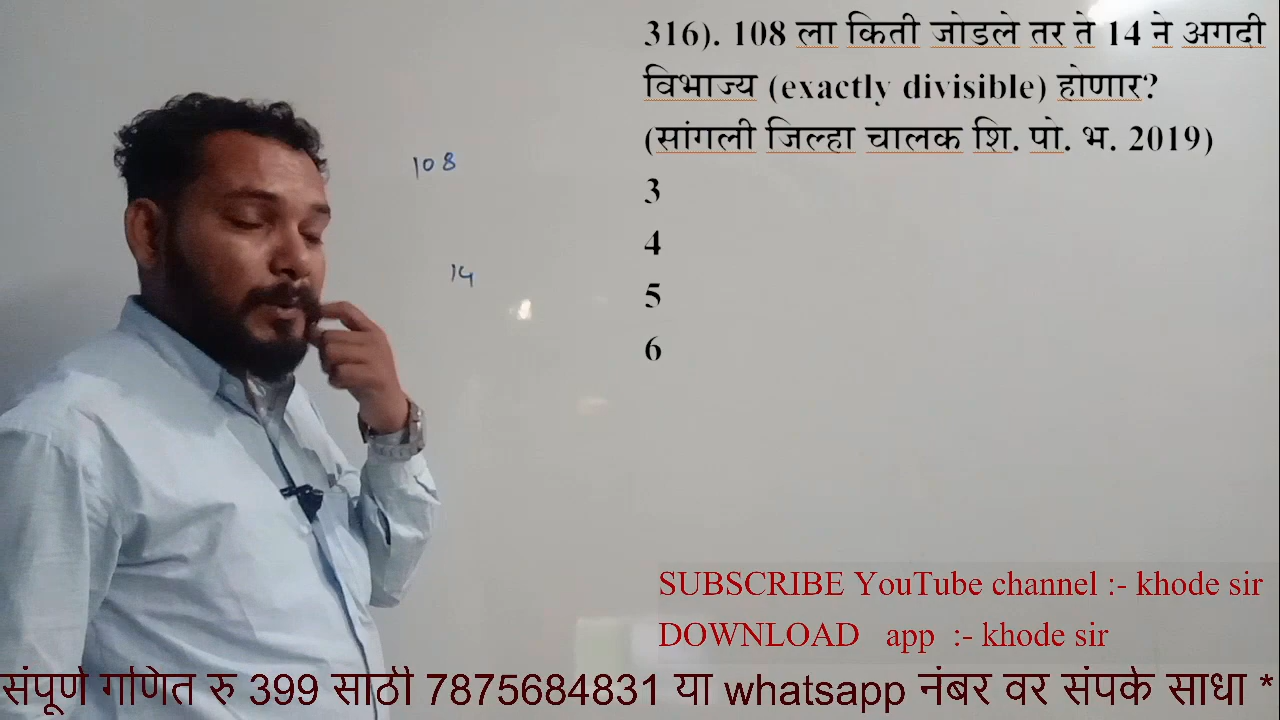 316). 108 ला किती जोडले तर ते 14 ने अगदी
विभाज्य (exactly divisible) होणार?
(सांगली जिल्हा चालक शि. पो. भ. 2019)
3
4
5
6
108
14
SUBSCRIBE YouTube channel :- khode sir
DOWNLOAD app :- khode sir
संपूर्ण गणित रु 399 साठी 7875684831 या whatsapp नंबर वर संपर्क साधा *